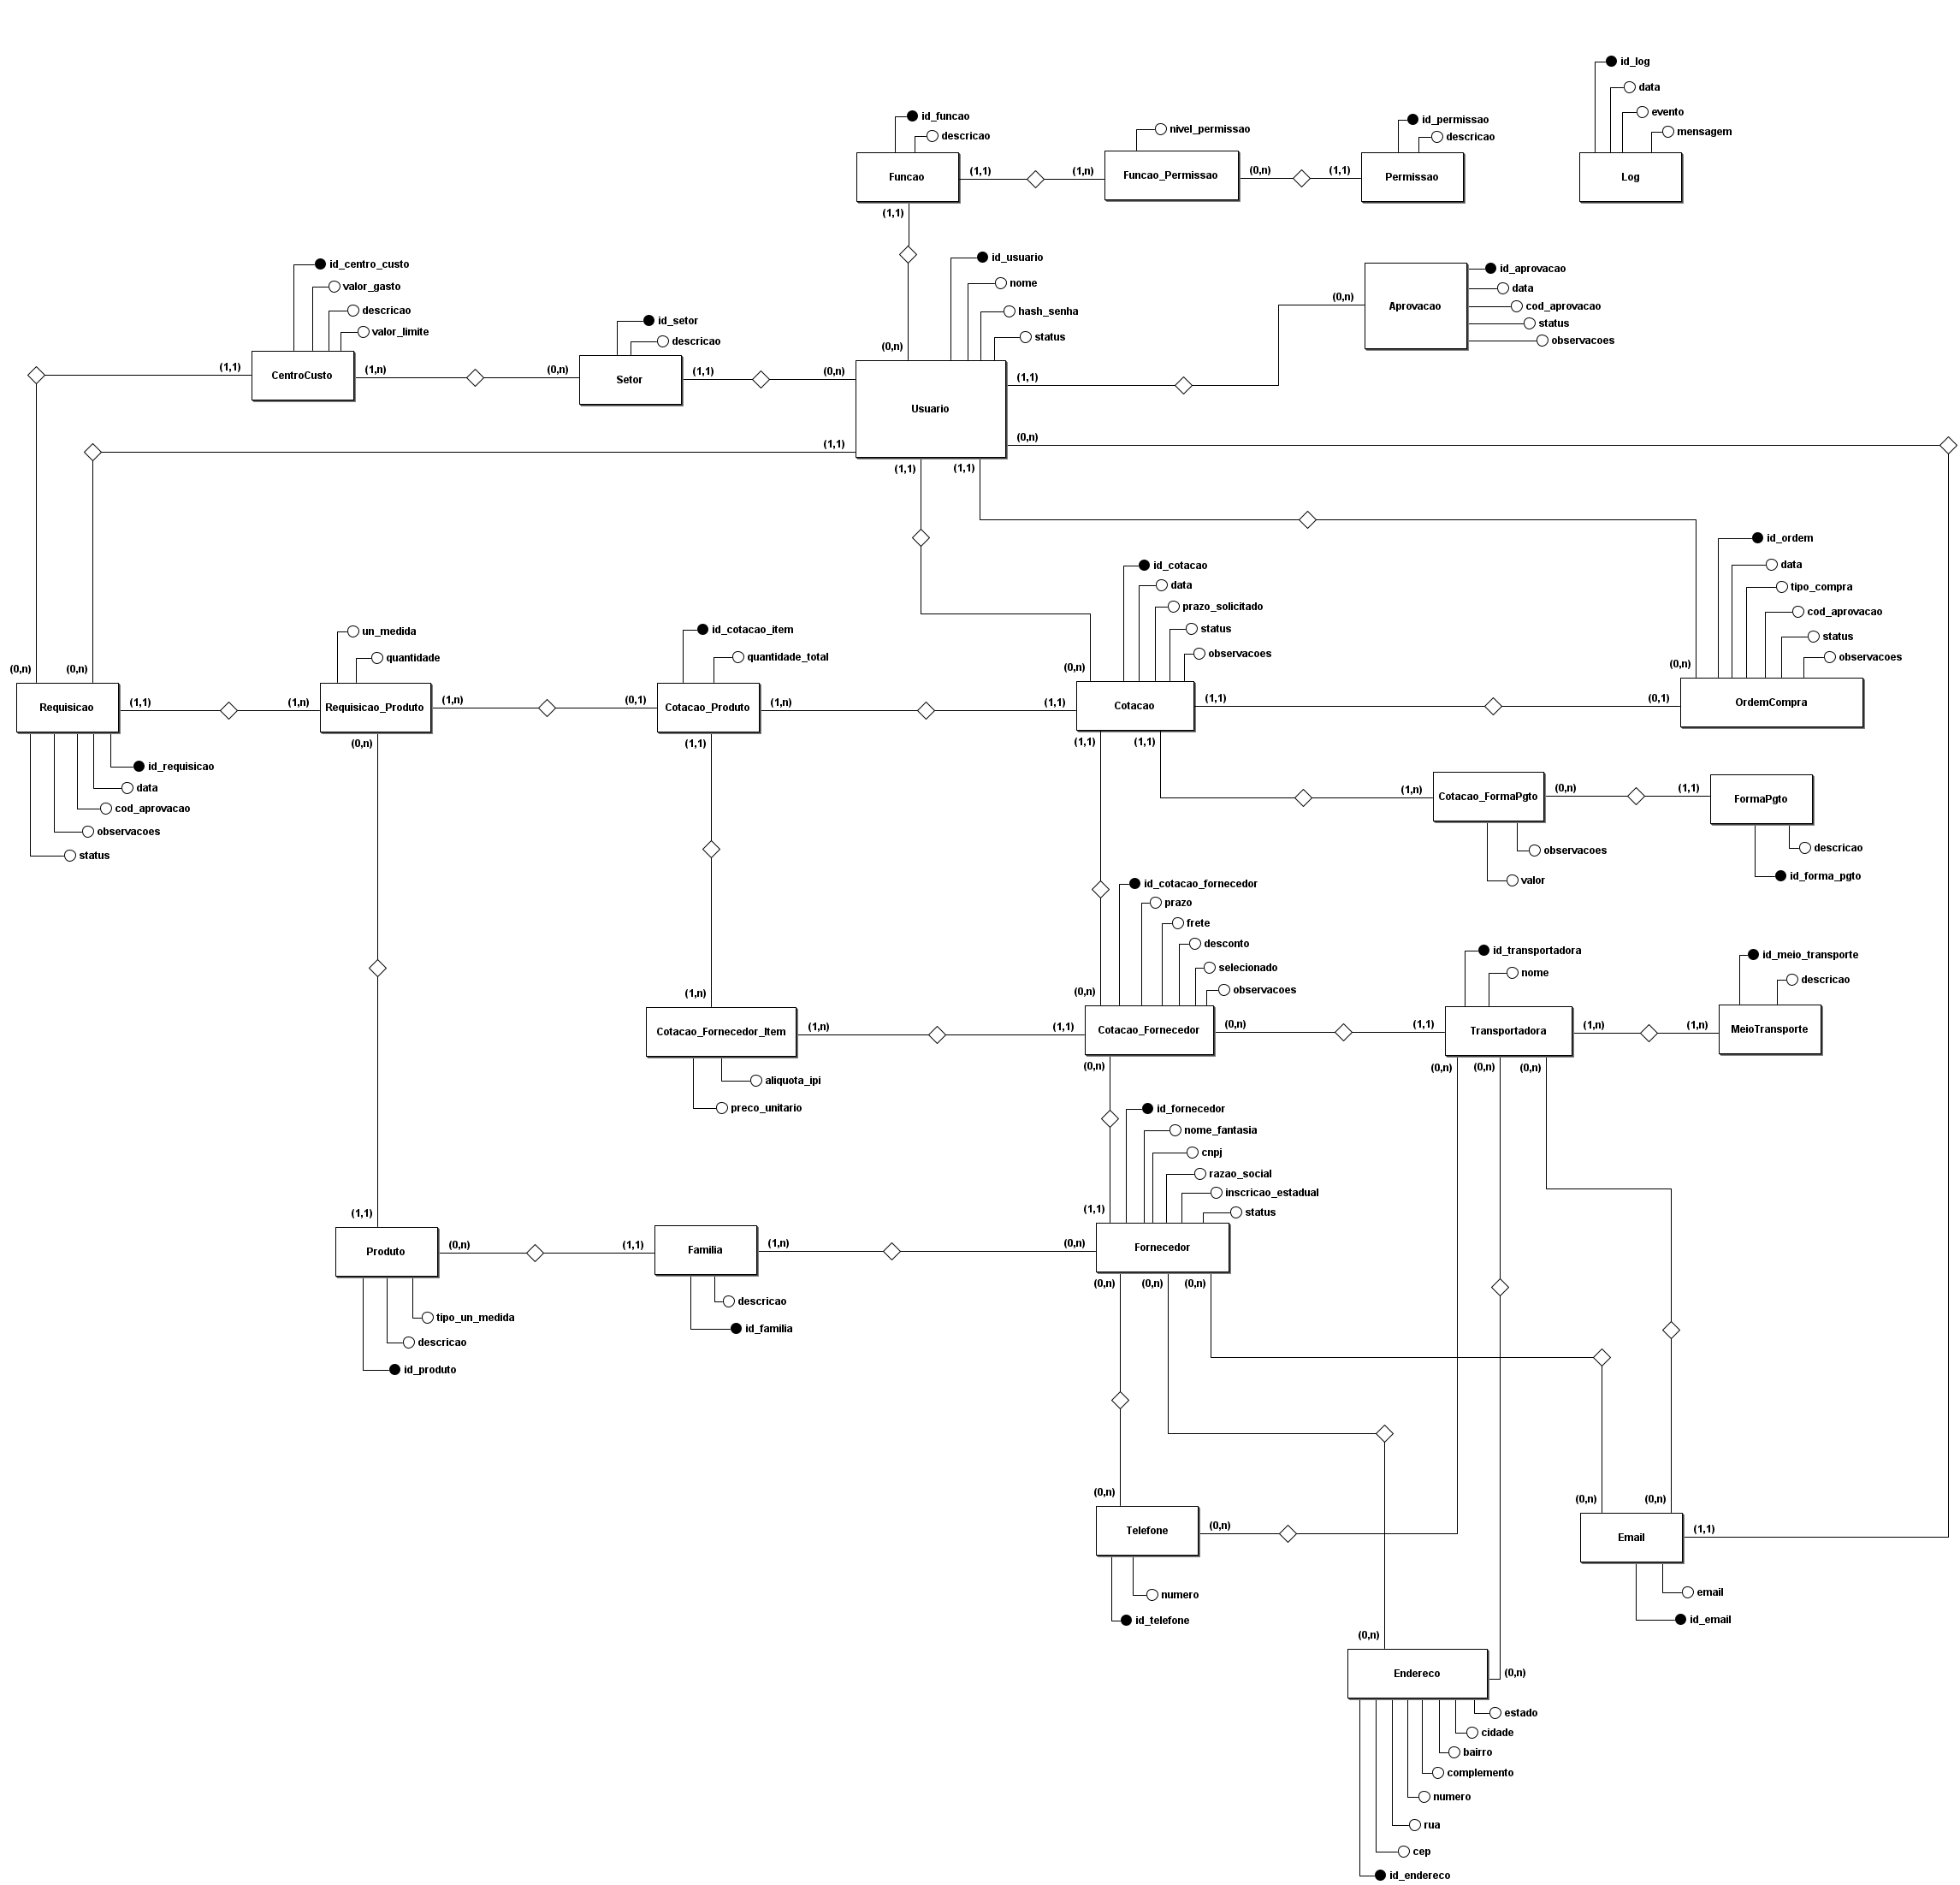 id_log
data
evento
mensagem
Log
id_funcao
descricao
Funcao
(1,1)
(1,n)
nivel_permissao
Funcao_Permissao
(0,n)
(1,1)
id_permissao
descricao
Permissao
(1,1)
id_centro_custo
valor_gasto
descricao
valor_limite
CentroCusto
(1,1)
(1,n)
(0,n)
id_setor
descricao
Setor
(1,1)
(0,n)
id_usuario
nome
hash_senha
status
(0,n)
Usuario
(1,1)
(0,n)
id_aprovacao
data
cod_aprovacao
status
observacoes
Aprovacao
(1,1)
(0,n)
(1,1)
(1,1)
id_ordem
data
tipo_compra
cod_aprovacao
status
observacoes
(0,n)
OrdemCompra
id_cotacao
data
prazo_solicitado
status
observacoes
(0,n)
Cotacao
(1,1)
(0,1)
un_medida
quantidade
id_cotacao_item
quantidade_total
(0,n)
(0,n)
Requisicao
(1,1)
(1,n)
Requisicao_Produto
(1,n)
(0,1)
Cotacao_Produto
(1,n)
(1,1)
(0,n)
(1,1)
(1,1)
(1,1)
id_requisicao
data
cod_aprovacao
observacoes
status
(1,n)
Cotacao_FormaPgto
(0,n)
(1,1)
FormaPgto
observacoes
valor
descricao
id_forma_pgto
id_cotacao_fornecedor
prazo
frete
desconto
selecionado
observacoes
(0,n)
id_transportadora
nome
id_meio_transporte
descricao
(1,n)
Cotacao_Fornecedor_Item
(1,n)
(1,1)
Cotacao_Fornecedor
(0,n)
(1,1)
Transportadora
(1,n)
(1,n)
MeioTransporte
(0,n)
(0,n)
(0,n)
(0,n)
aliquota_ipi
preco_unitario
id_fornecedor
nome_fantasia
cnpj
razao_social
inscricao_estadual
status
(1,1)
(1,1)
Produto
(0,n)
(1,1)
Familia
(1,n)
(0,n)
Fornecedor
(0,n)
(0,n)
(0,n)
tipo_un_medida
descricao
id_produto
descricao
id_familia
(0,n)
Telefone
(0,n)
numero
id_telefone
(0,n)
(0,n)
Email
(1,1)
email
id_email
(0,n)
Endereco
(0,n)
estado
cidade
bairro
complemento
numero
rua
cep
id_endereco